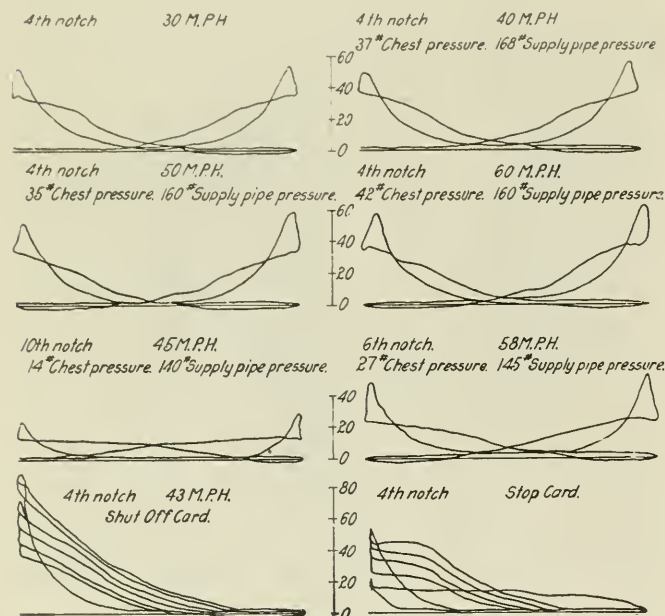 4th notch 30 M.P.H.
4th notch 40 M.P.H
37# Chest pressure. 168# Supply pipe pressure
60
40
20
0
4th notch 50 M.P.H.
35# Chest pressure. 160# Supply pipe pressure.
4th notch 60 M.P.H.
42# Chest pressure. 160# Supply pipe pressure.
60
40
20
0
10th notch 45 M.P.H.
14# Chest pressure. 140# Supply pipe pressure.
6th notch. 58 M.P.H.
27# Chest pressure. 145# Supply pipe pressure.
40
20
0
4th notch 43 M.P.H.
Shut Off Card.
80
60
40
20
0
4th notch Stop Card.